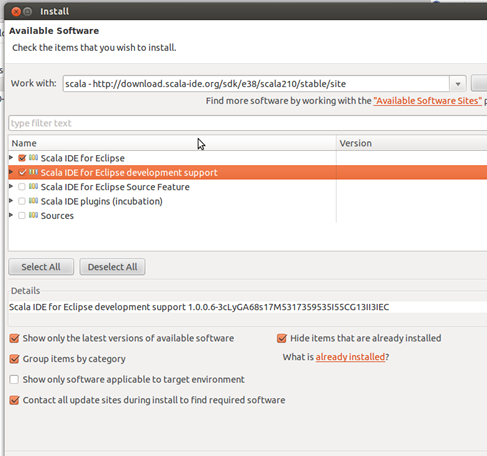 Install
Available Software
Check the items that you wish to install.
Work with: scala - http://download.scala-ide.org/sdk/e38/scala210/stable/site
Find more software by working with the "Available Software Sites" p
type filter text
Name Version
Scala IDE for Eclipse
Scala IDE for Eclipse development support
Scala IDE for Eclipse Source Feature
Scala IDE plugins (incubation)
Sources
Select All Deselect All
Details
Scala IDE for Eclipse development support 1.0.0.6-3cLyGA68s17M5317359535I55CG13II3IEC
Show only the latest versions of available software Hide items that are already installed
Group items by category What is already installed?
Show only software applicable to target environment
Contact all update sites during install to find required software